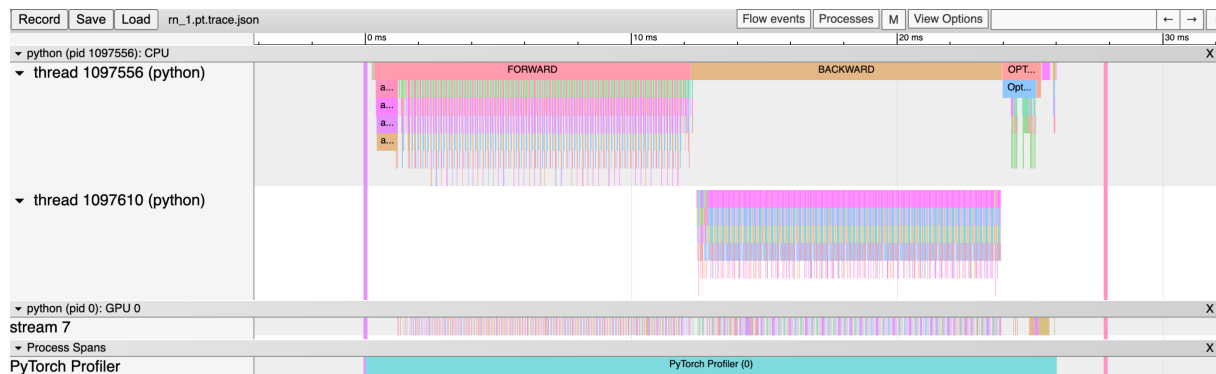 Record Save Load rn_1.pt.trace.json Flow events Processes M View Options ← →
0 ms 10 ms 20 ms 30 ms
▾ python (pid 1097556): CPU X
▾ thread 1097556 (python) FORWARD BACKWARD OPT...
a... Opt...
a...
a...
a...
▾ thread 1097610 (python)
▾ python (pid 0): GPU 0 X
stream 7
▾ Process Spans X
PyTorch Profiler PyTorch Profiler (0)